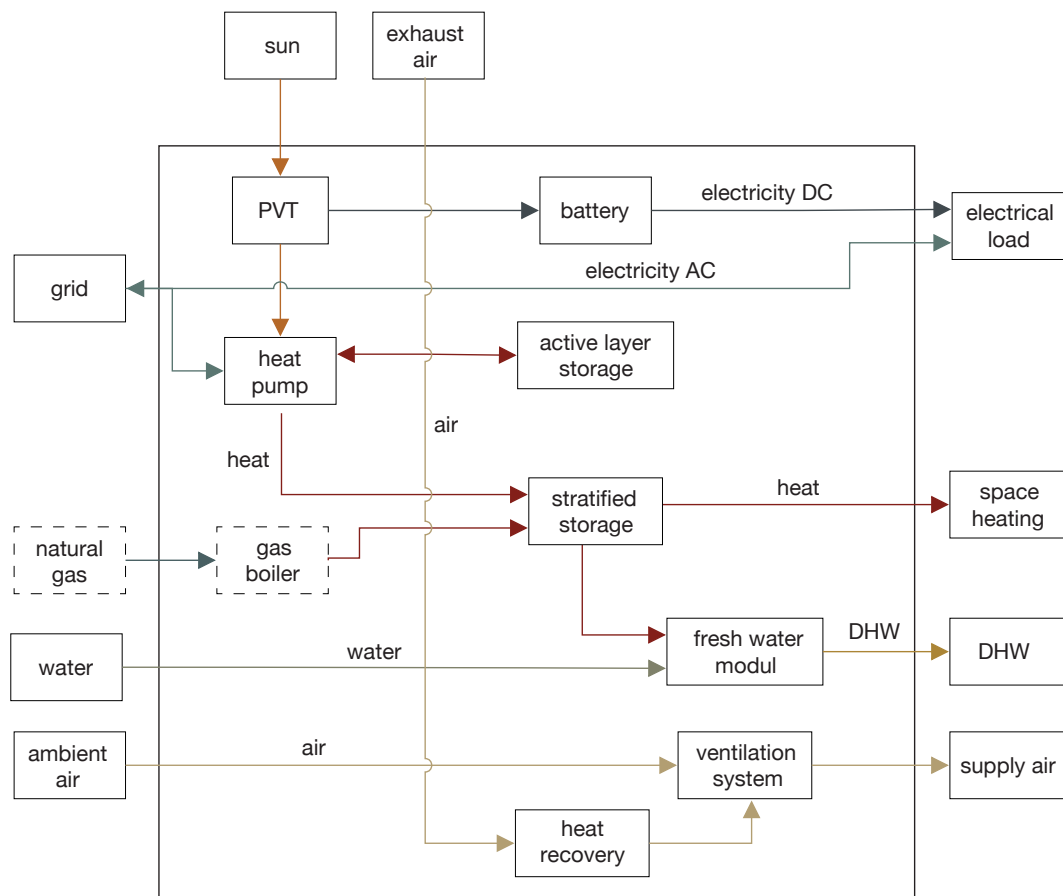 sun
exhaust
air
PVT
battery
electricity DC
electrical
load
grid
electricity AC
heat
pump
active layer
storage
air
heat
stratified
storage
heat
space
heating
natural
gas
gas
boiler
water
water
fresh water
modul
DHW
DHW
ambient
air
air
ventilation
system
supply air
heat
recovery